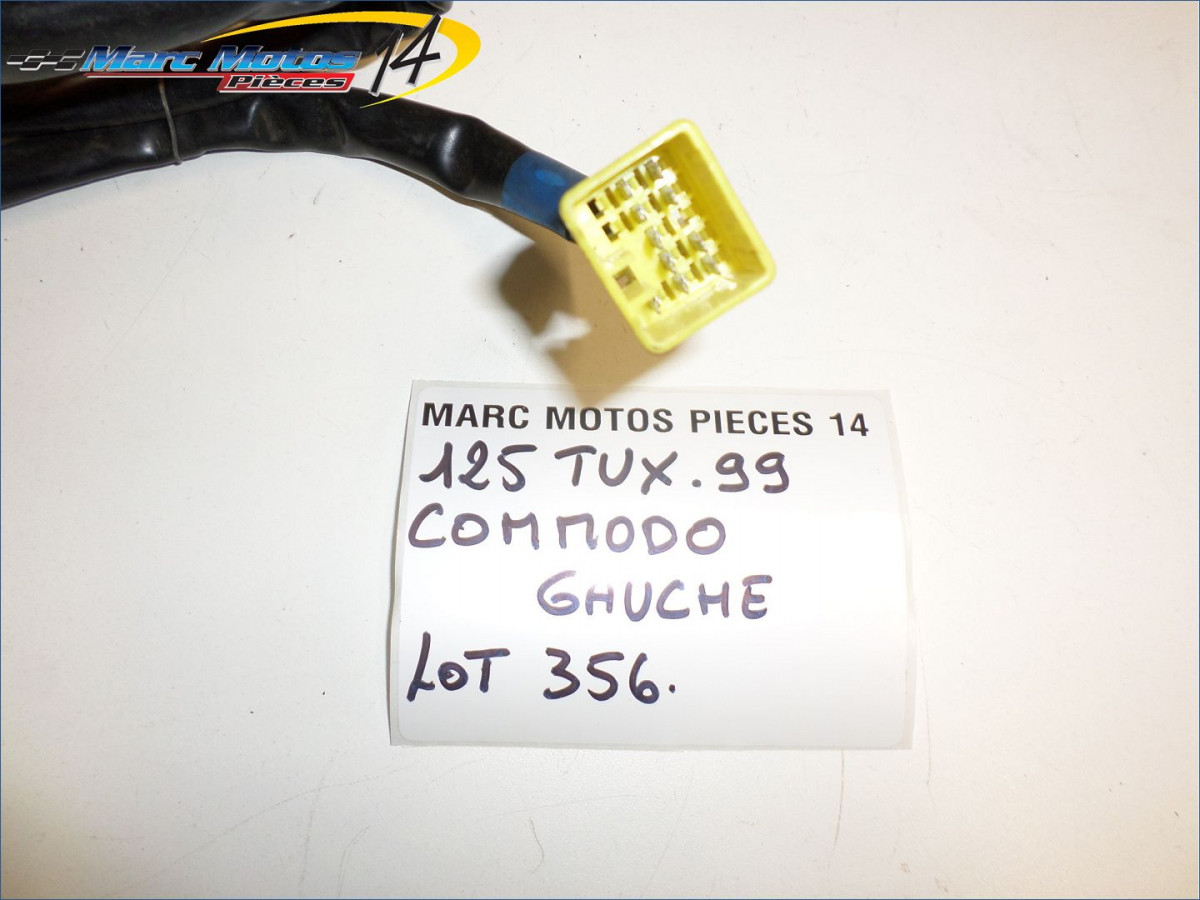 Marc Motos 14
Pièces
MARC MOTOS PIECES 14
125 TUX.99
COMMODO
GAUCHE
LOT 356.